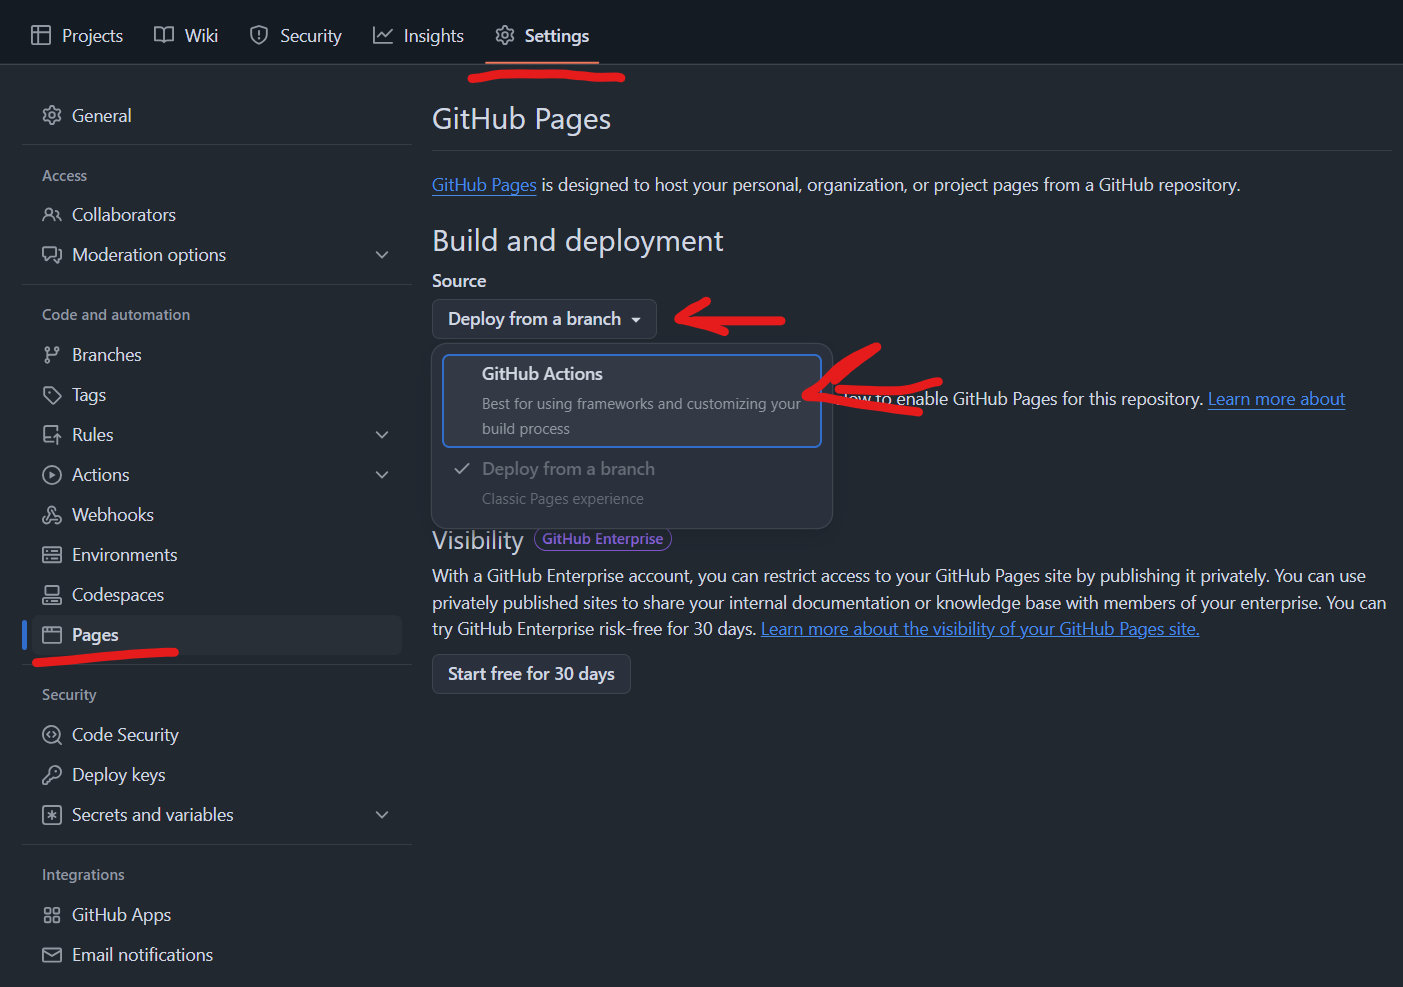 Projects
Wiki
Security
Insights
Settings
General
Access
Collaborators
Moderation options
Code and automation
Branches
Tags
Rules
Actions
Webhooks
Environments
Codespaces
Pages
Security
Code Security
Deploy keys
Secrets and variables
Integrations
GitHub Apps
Email notifications
GitHub Pages
GitHub Pages is designed to host your personal, organization, or project pages from a GitHub repository.
Build and deployment
Source
Deploy from a branch
GitHub Actions
Best for using frameworks and customizing your
build process
Deploy from a branch
Classic Pages experience
how to enable GitHub Pages for this repository. Learn more about
Visibility GitHub Enterprise
With a GitHub Enterprise account, you can restrict access to your GitHub Pages site by publishing it privately. You can use
privately published sites to share your internal documentation or knowledge base with members of your enterprise. You can
try GitHub Enterprise risk-free for 30 days. Learn more about the visibility of your GitHub Pages site.
Start free for 30 days